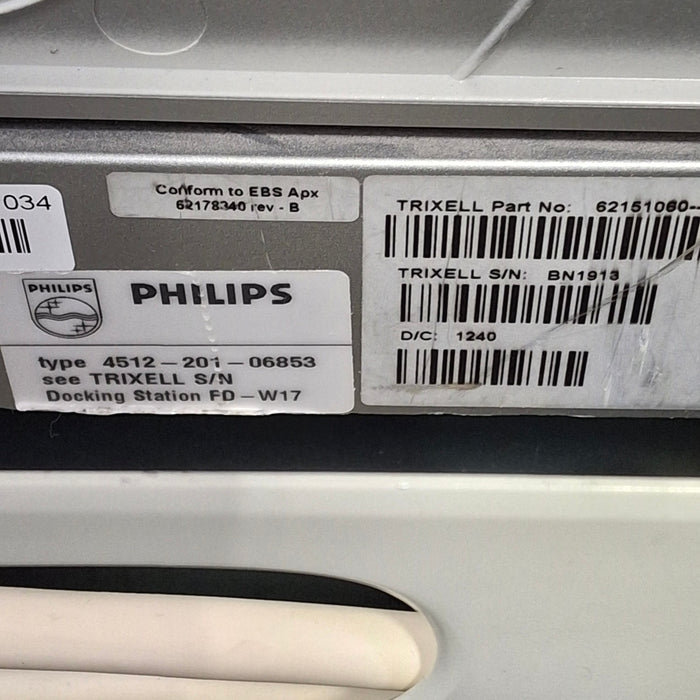 034
Conform to EBS Apx
62178340 rev - B
TRIXELL Part No: 62151060--
TRIXELL S/N: BN1913
D/C: 1240
PHILIPS
PHILIPS
type 4512-201-06853
see TRIXELL S/N
Docking Station FD-W17